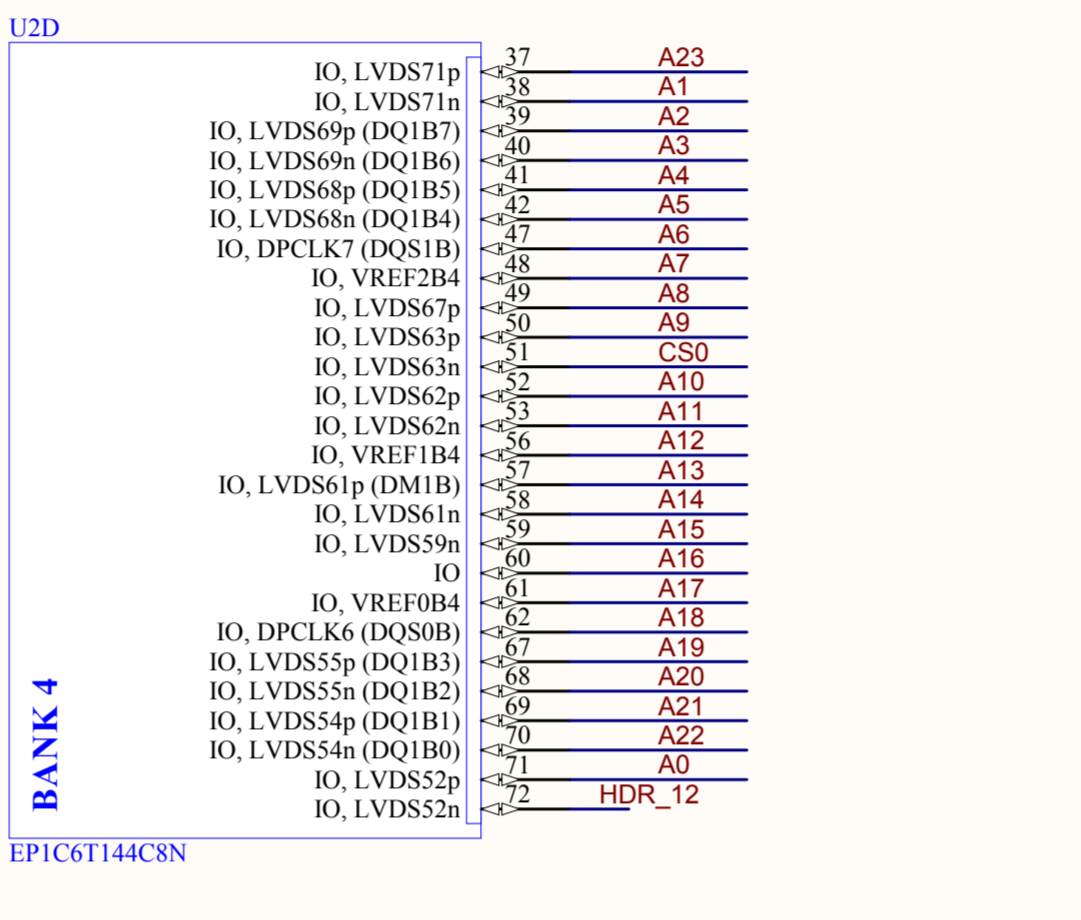 U2D
IO, LVDS71p 37 A23
IO, LVDS71n 38 A1
IO, LVDS69p (DQ1B7) 39 A2
IO, LVDS69n (DQ1B6) 40 A3
IO, LVDS68p (DQ1B5) 41 A4
IO, LVDS68n (DQ1B4) 42 A5
IO, DPCLK7 (DQS1B) 47 A6
IO, VREF2B4 48 A7
IO, LVDS67p 49 A8
IO, LVDS63p 50 A9
IO, LVDS63n 51 CS0
IO, LVDS62p 52 A10
IO, LVDS62n 53 A11
IO, VREF1B4 56 A12
IO, LVDS61p (DM1B) 57 A13
IO, LVDS61n 58 A14
IO, LVDS59n 59 A15
IO 60 A16
IO, VREF0B4 61 A17
IO, DPCLK6 (DQS0B) 62 A18
IO, LVDS55p (DQ1B3) 67 A19
IO, LVDS55n (DQ1B2) 68 A20
IO, LVDS54p (DQ1B1) 69 A21
IO, LVDS54n (DQ1B0) 70 A22
IO, LVDS52p 71 A0
IO, LVDS52n 72 HDR_12
BANK 4
EP1C6T144C8N